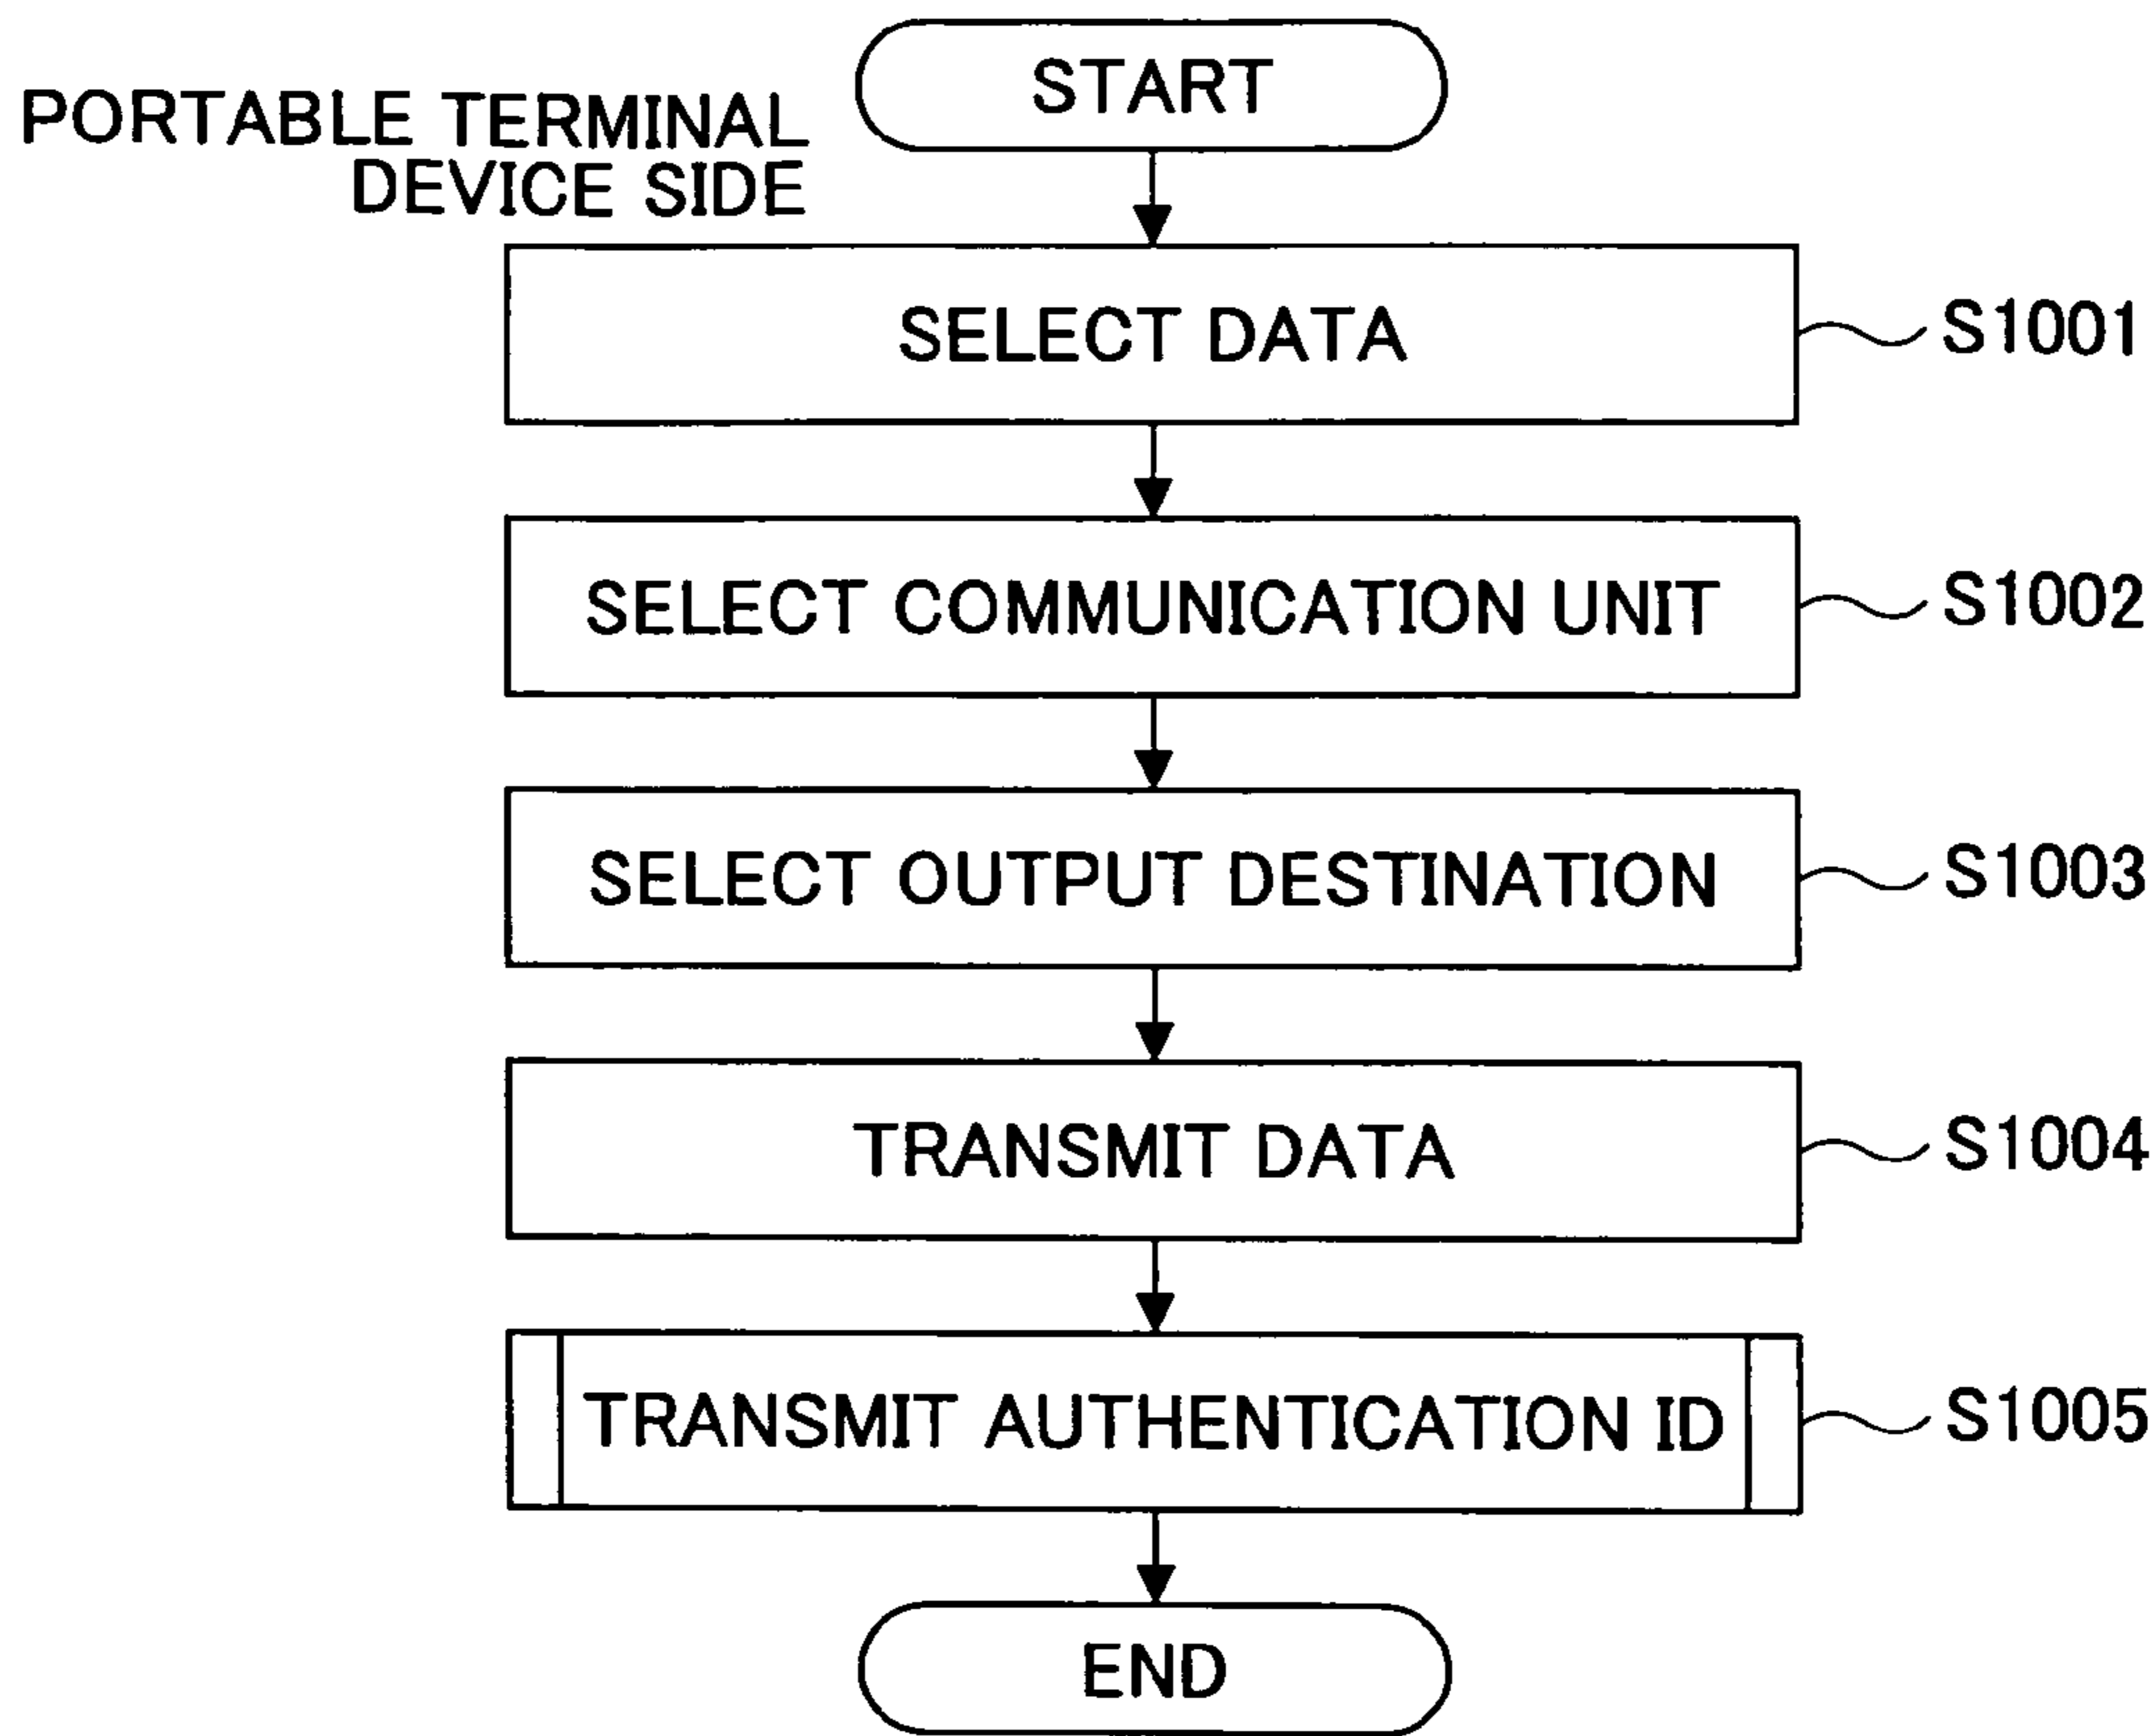 START
PORTABLE TERMINAL
DEVICE SIDE
SELECT DATA
S1001
SELECT COMMUNICATION UNIT
S1002
SELECT OUTPUT DESTINATION
S1003
TRANSMIT DATA
S1004
TRANSMIT AUTHENTICATION ID
S1005
END